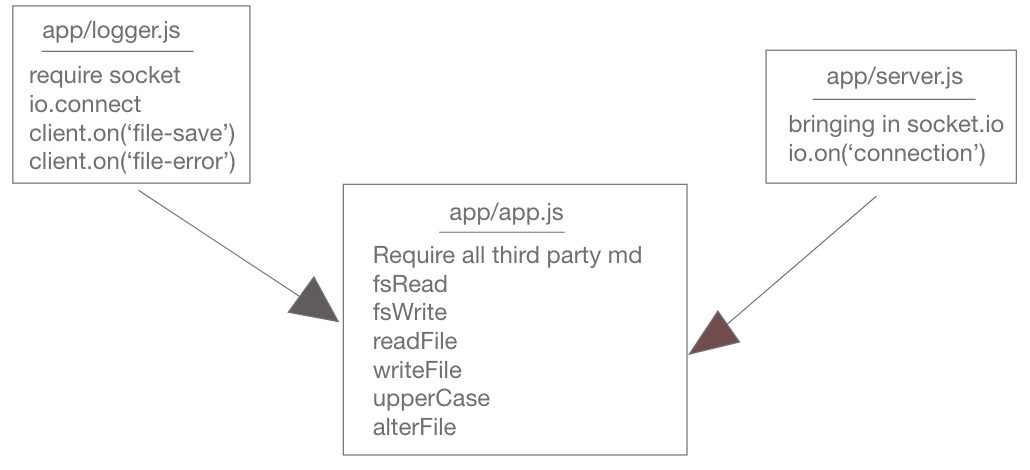 app/logger.js
require socket
io.connect
client.on(‘file-save’)
client.on(‘file-error’)
app/server.js
bringing in socket.io
io.on(‘connection’)
app/app.js
Require all third party md
fsRead
fsWrite
readFile
writeFile
upperCase
alterFile